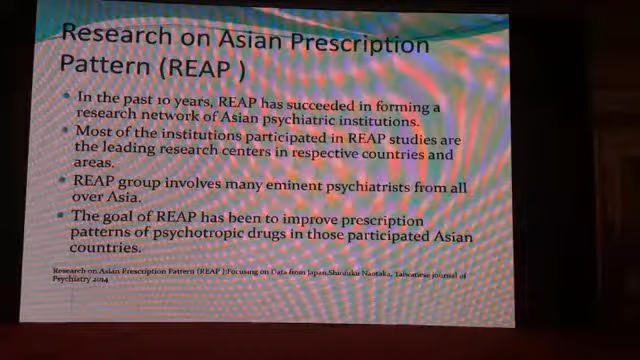 Research on Asian Prescription
Pattern (REAP )
In the past 10 years, REAP has succeeded in forming a
research network of Asian psychiatric institutions.
Most of the institutions participated in REAP studies are
the leading research centers in respective countries and
areas.
REAP group involves many eminent psychiatrists from all
over Asia.
The goal of REAP has been to improve prescription
patterns of psychotropic drugs in those participated Asian
countries.
Research on Asian Prescription Pattern (REAP ):Focusing on Data from Japan,Shinfuku Naotaka, Taiwanese journal of
Psychiatry 2014